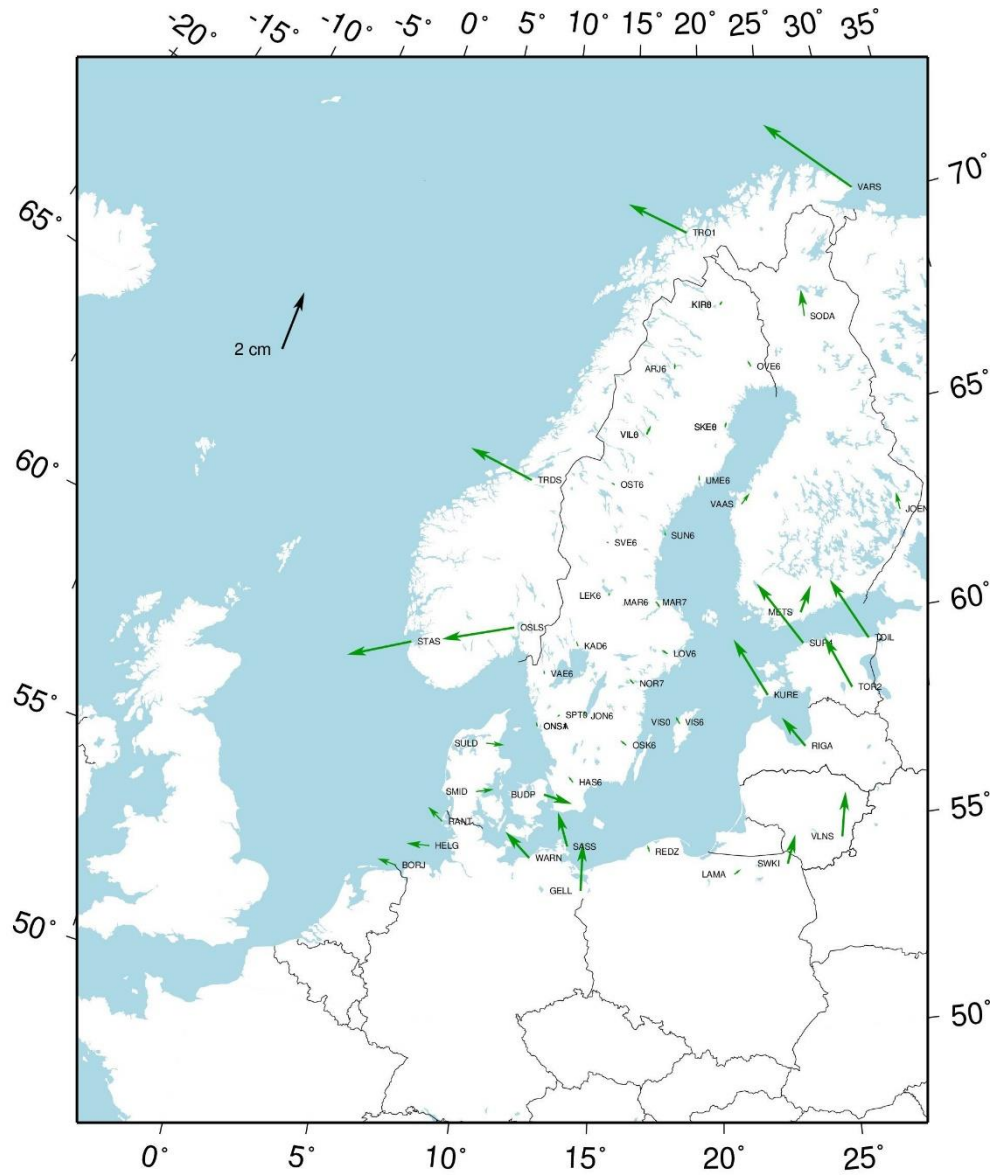 -20° -15° -10° -5° 0° 5° 10° 15° 20° 25° 30° 35°
70°
VARS
65°
TRO1
KIR0
SODA
2 cm
ARJ6
OVE6
65°
SKE0
VIL0
60°
TRDS
OST6
UME6
VAAS
JOEN
SVE6
SUN6
LEK6
MAR6
MAR7
60°
METS
OSLS
STAS
TOIL
KAD6
LOV6
VAE6
NOR7
TOR2
KURE
55°
SPT0
JON6
VIS0
VIS6
ONSA
SULD
OSK6
RIGA
HAS6
SMID
BUDP
55°
RANT
VLNS
HELG
SASS
REDZ
WARN
SWKI
BORJ
LAMA
GELL
50°
50°
0° 5° 10° 15° 20° 25°